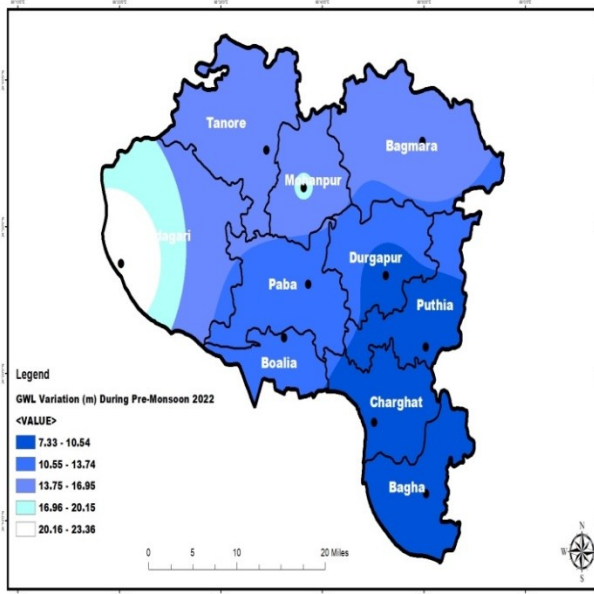 Tanore
Bagmara
Mohanpur
dagari
Durgapur
Paba
Puthia
Boalia
Charghat
Bagha
Legend
GWL Variation (m) During Pre-Monsoon 2022
<VALUE>
7.33 - 10.54
10.55 - 13.74
13.75 - 16.95
16.96 - 20.15
20.16 - 23.36
0 5 10 20 Miles
N
W E
S